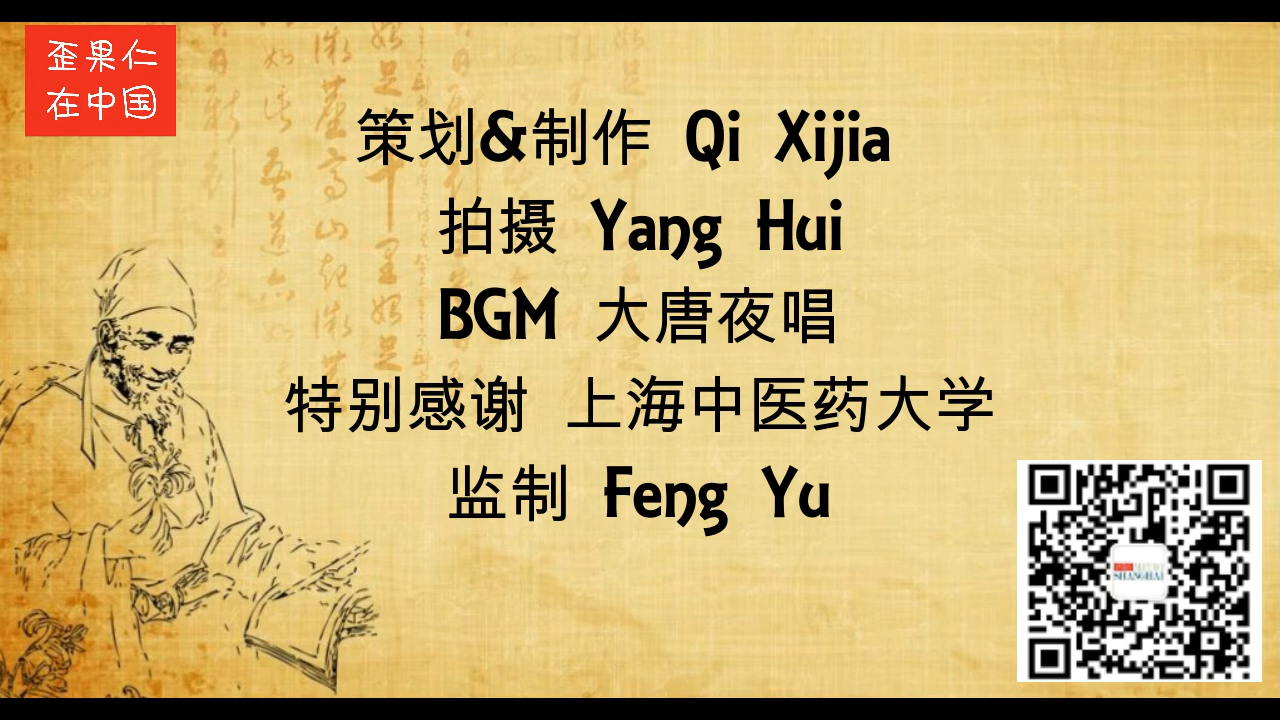 歪果仁
在中国
策划&制作 Qi Xijia
拍摄 Yang Hui
BGM 大唐夜唱
特别感谢 上海中医药大学
监制 Feng Yu
SHANGHAI